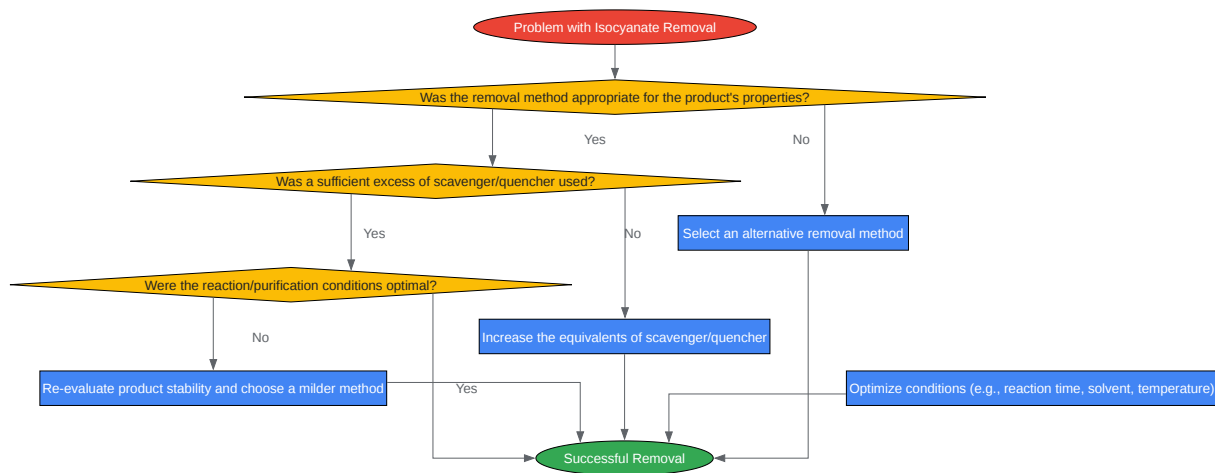 Problem with Isocyanate Removal
Was the removal method appropriate for the product's properties?
Yes
No
Was a sufficient excess of scavenger/quencher used?
Yes
No
Select an alternative removal method
Were the reaction/purification conditions optimal?
No
Increase the equivalents of scavenger/quencher
Re-evaluate product stability and choose a milder method
Yes
Optimize conditions (e.g., reaction time, solvent, temperature)
Successful Removal